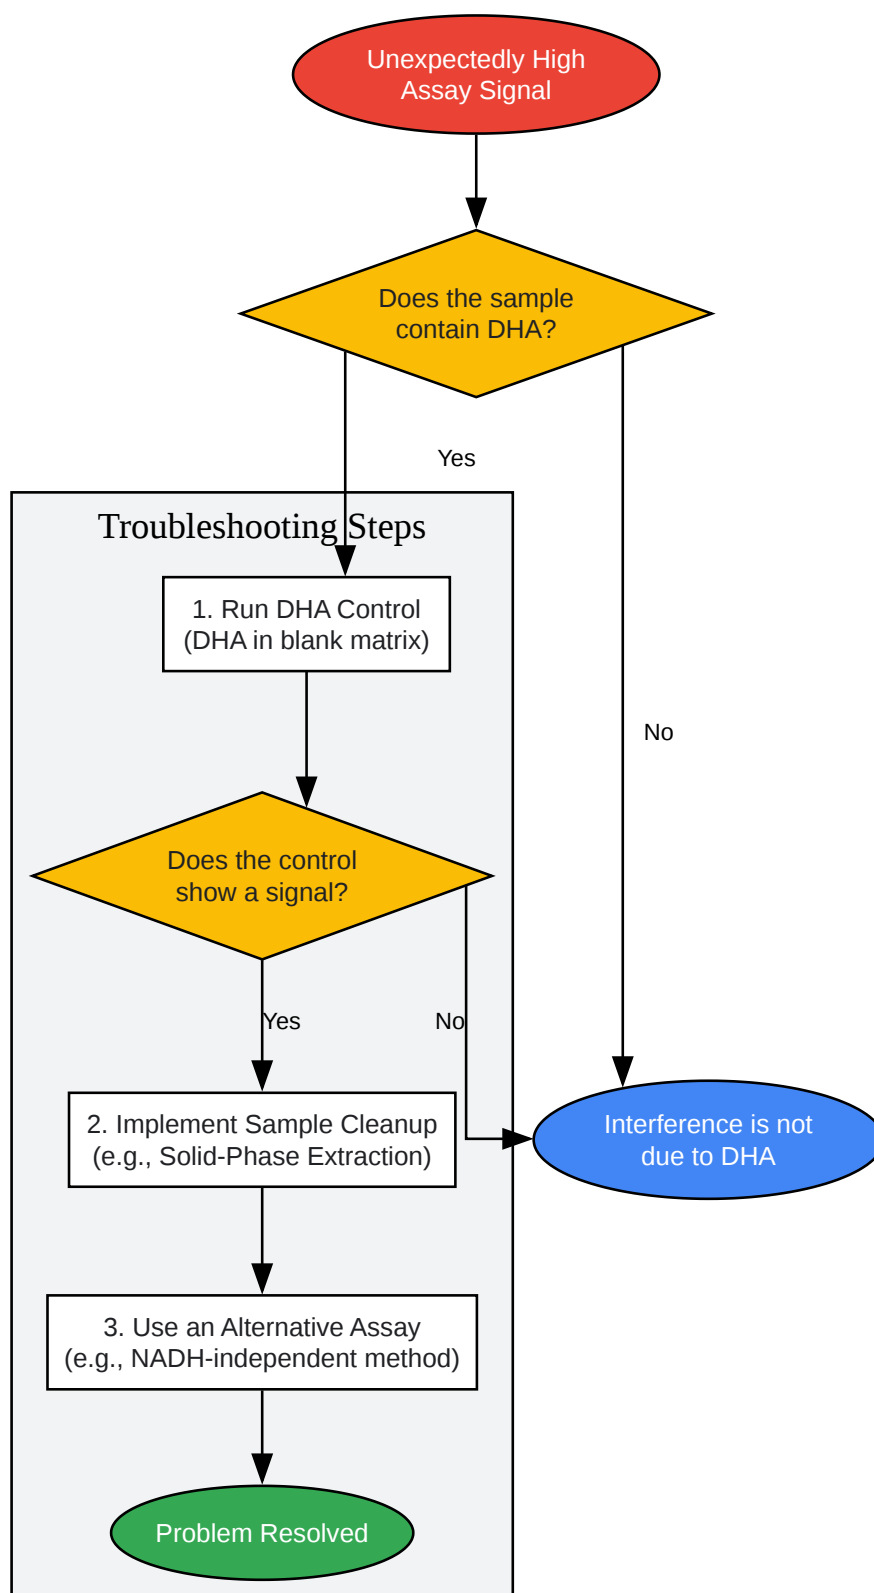 Unexpectedly High
Assay Signal
Does the sample
contain DHA?
Yes
Troubleshooting Steps
1. Run DHA Control
(DHA in blank matrix)
No
Does the control
show a signal?
Yes
No
2. Implement Sample Cleanup
(e.g., Solid-Phase Extraction)
Interference is not
due to DHA
3. Use an Alternative Assay
(e.g., NADH-independent method)
Problem Resolved